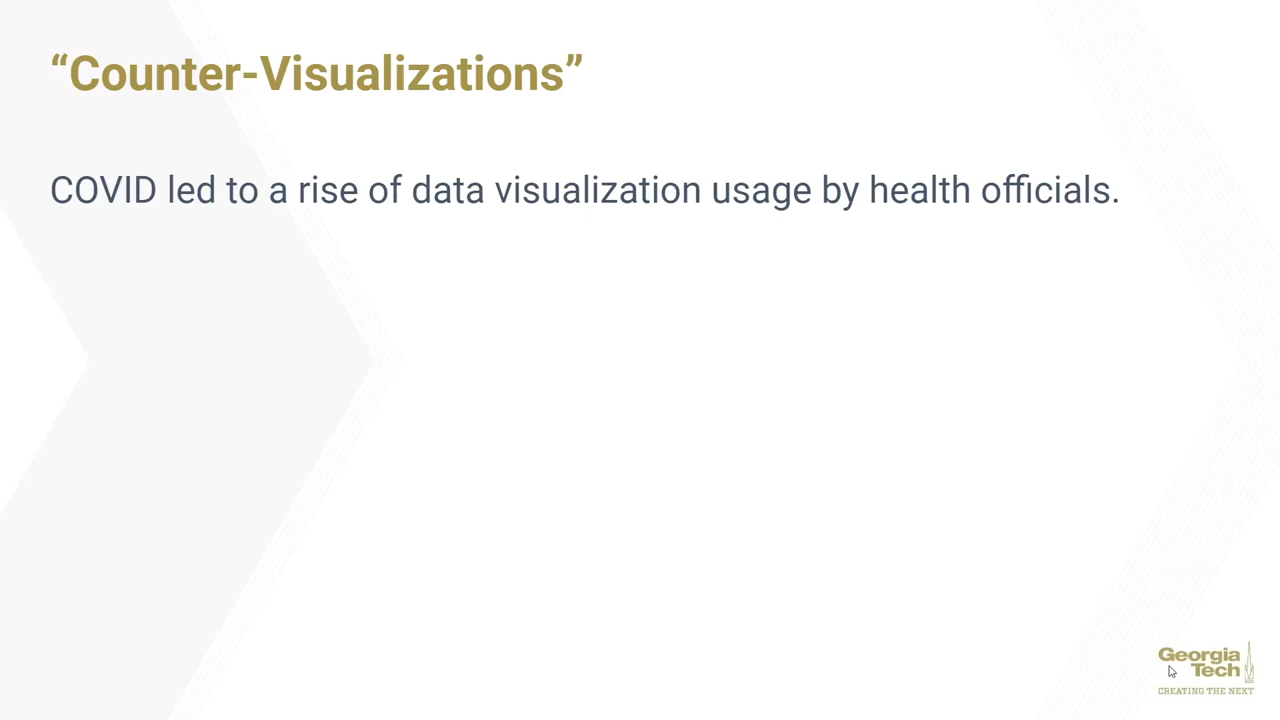 “Counter-Visualizations”
COVID led to a rise of data visualization usage by health officials.
Georgia
Tech
CREATING THE NEXT